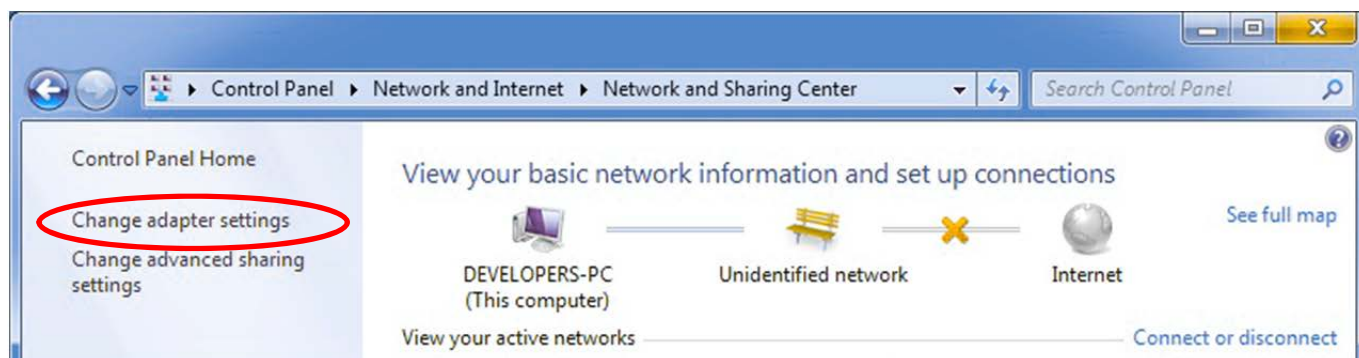 Control Panel Network and Internet Network and Sharing Center Search Control Panel
Control Panel Home
Change adapter settings
Change advanced sharing
settings
View your basic network information and set up connections
See full map
DEVELOPERS-PC
(This computer)
Unidentified network
Internet
View your active networks
Connect or disconnect